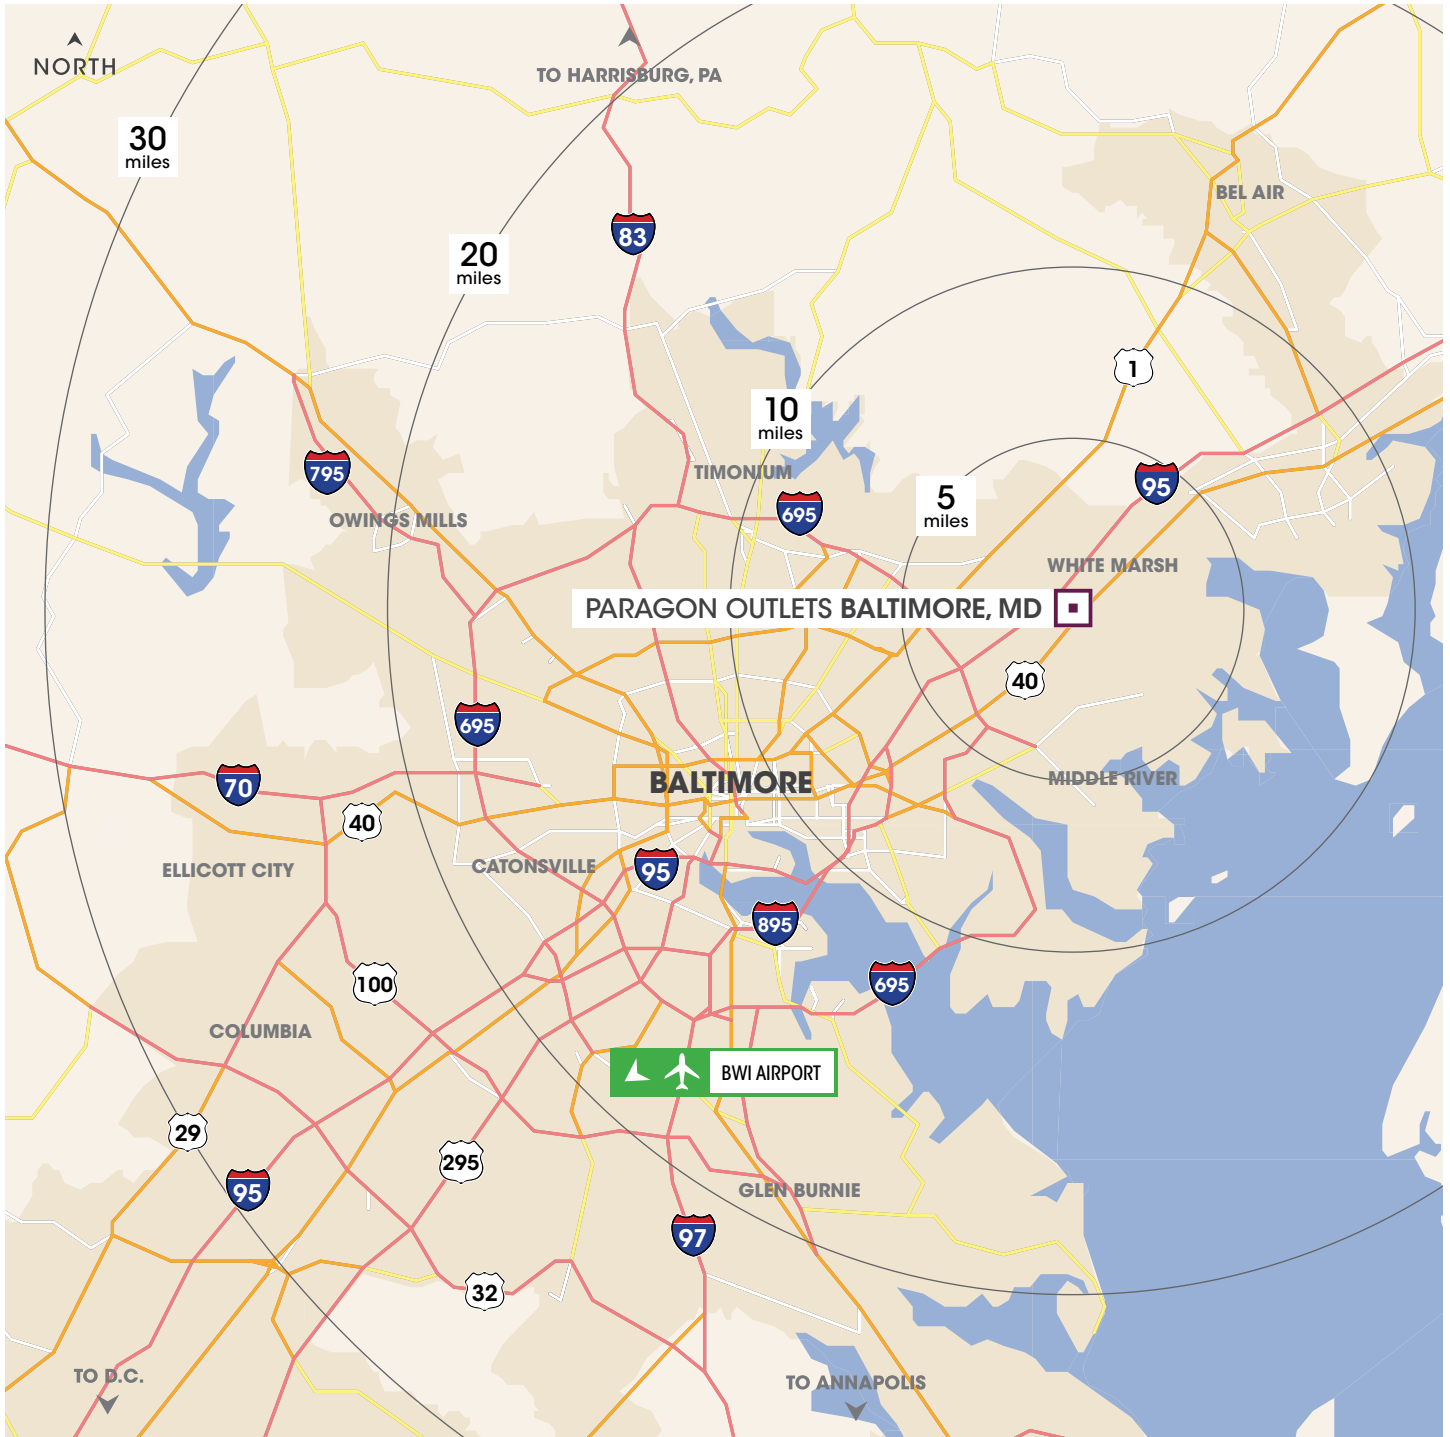 NORTH
TO HARRISBURG, PA
30
miles
BEL AIR
83
20
miles
1
10
miles
795
TIMONIUM
695
95
5
miles
OWINGS MILLS
WHITE MARSH
PARAGON OUTLETS BALTIMORE, MD
40
695
70
BALTIMORE
MIDDLE RIVER
40
ELLICOTT CITY
CATONSVILLE
95
895
100
695
COLUMBIA
BWI AIRPORT
29
295
95
GLEN BURNIE
97
32
TO D.C.
TO ANNAPOLIS